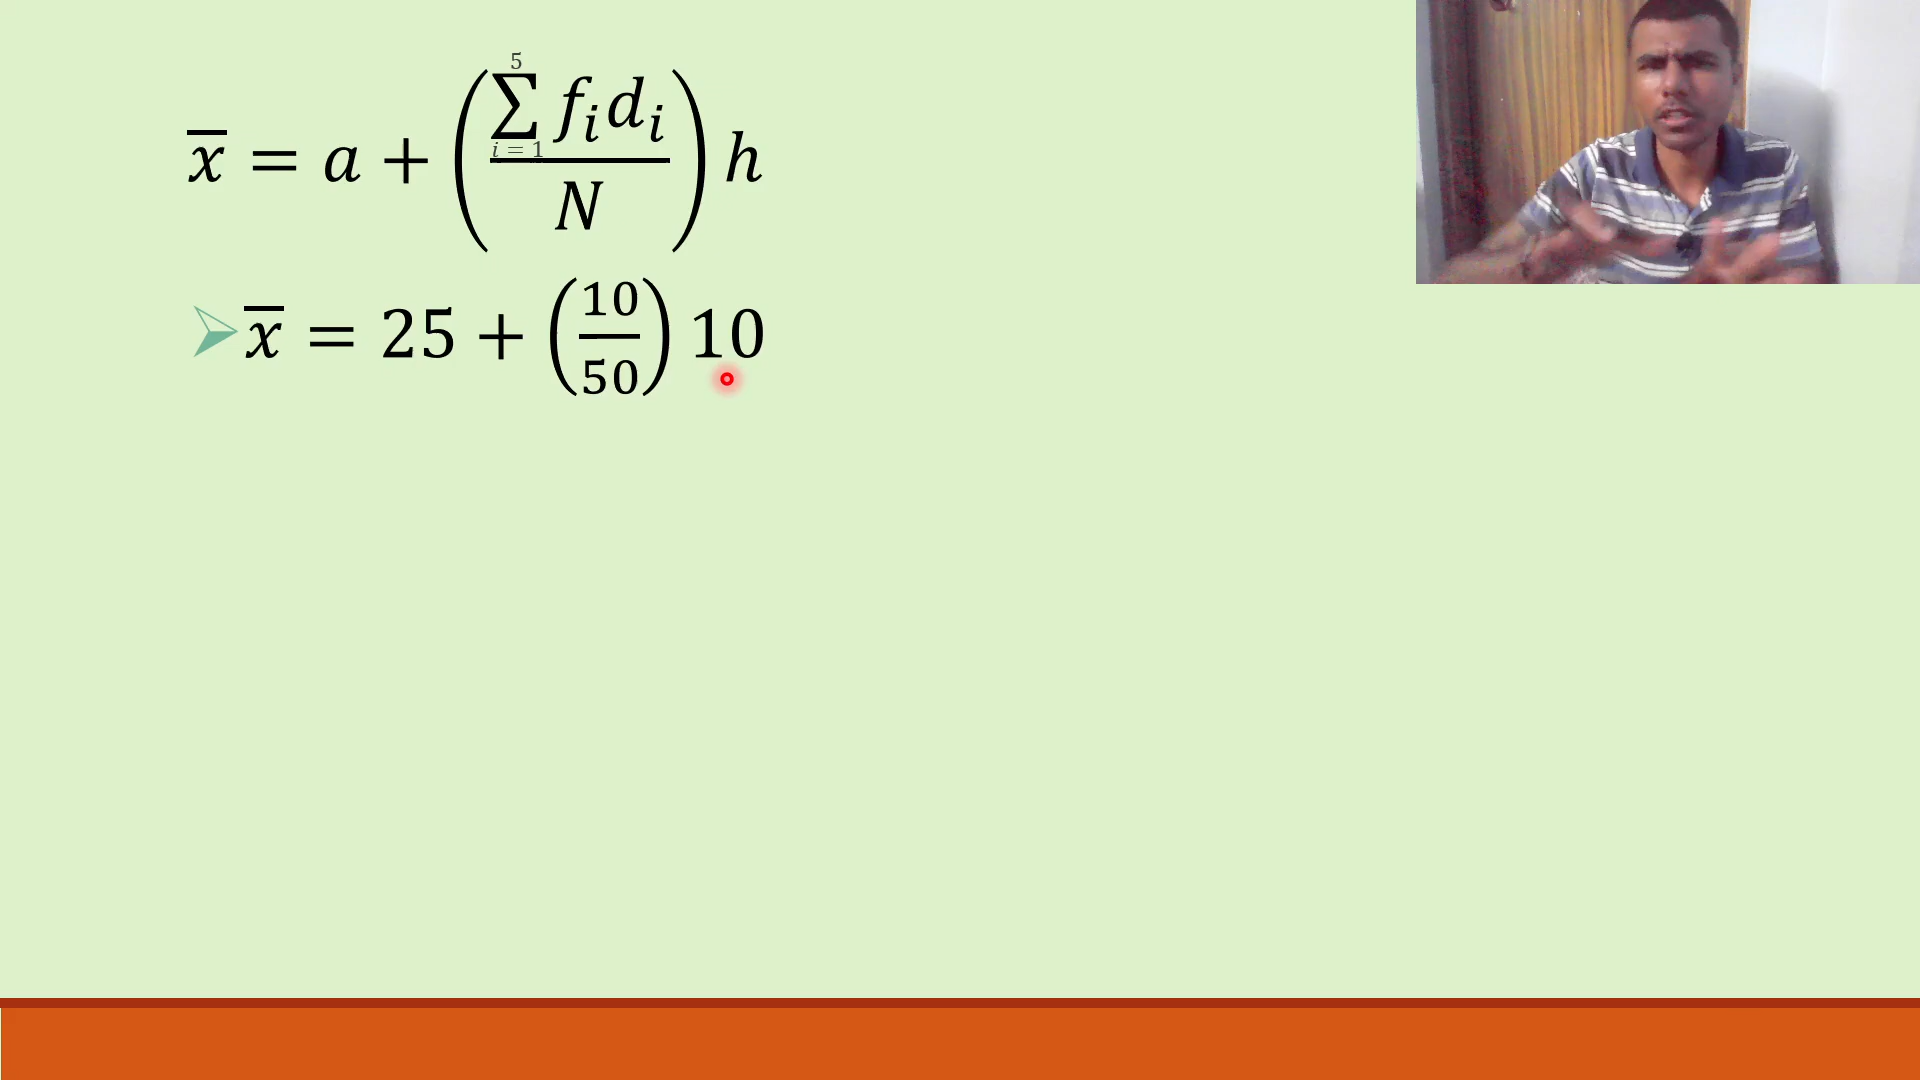 x̅ = a + (∑_{i = 1}^{5} f_i d_i / N) h
x̅ = 25 + (10/50) 10